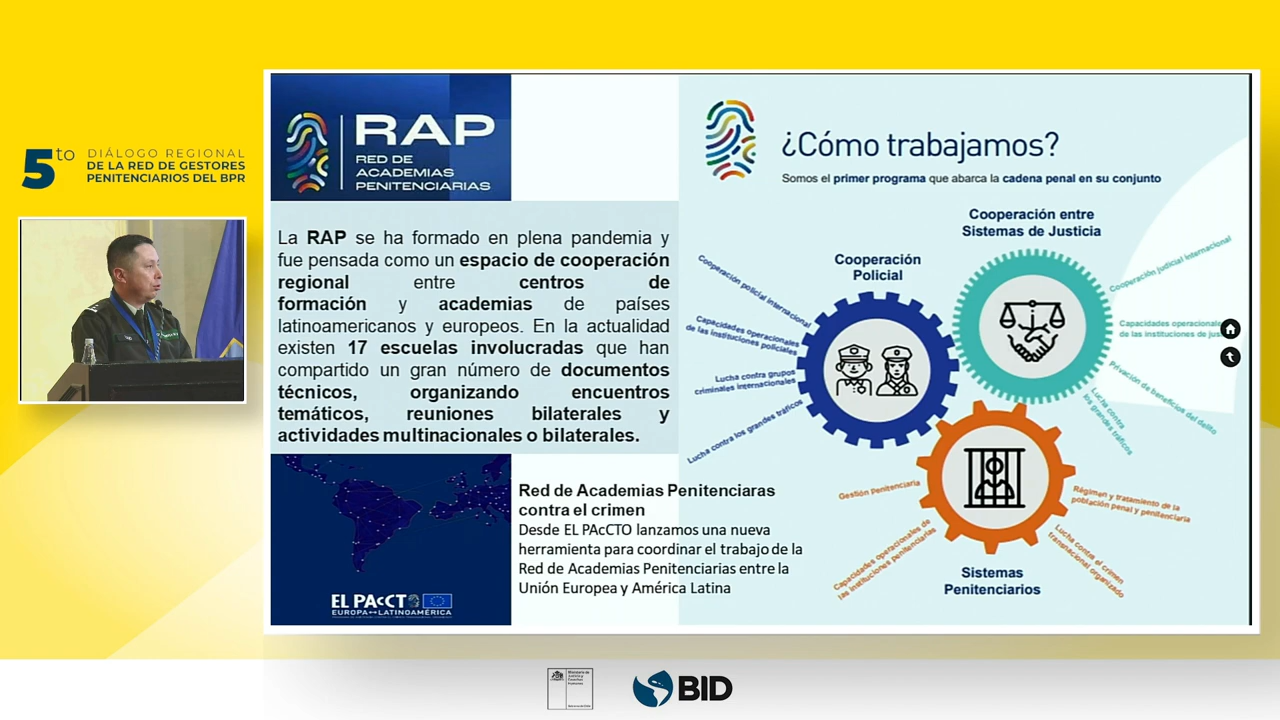 5to DIÁLOGO REGIONAL
DE LA RED DE GESTORES
PENITENCIARIOS DEL BPR
RAP
RED DE
ACADEMIAS
PENITENCIARIAS
La RAP se ha formado en plena pandemia y
fue pensada como un espacio de cooperación
regional entre centros de
formación y academias de países
latinoamericanos y europeos. En la actualidad
existen 17 escuelas involucradas que han
compartido un gran número de documentos
técnicos, organizando encuentros
temáticos, reuniones bilaterales y
actividades multinacionales o bilaterales.
EL PAcCTO
EUROPA LATINOAMÉRICA
Red de Academias Penitenciaras
contra el crimen
Desde EL PAcCTO lanzamos una nueva
herramienta para coordinar el trabajo de la
Red de Academias Penitenciarias entre la
Unión Europea y América Latina
¿Cómo trabajamos?
Somos el primer programa que abarca la cadena penal en su conjunto
Cooperación
Policial
Cooperación policial internacional
Capacidades operacionales
de las instituciones policiales
Lucha contra grupos
criminales internacionales
Lucha contra los grandes tráficos
Cooperación entre
Sistemas de Justicia
Cooperación judicial internacional
Capacidades operacionales
de las instituciones de
Privación de beneficios del delito
Lucha contra
los grandes tráficos
Gestión Penitenciaria
Capacidades operacionales de
las instituciones penitenciarias
Régimen y tratamiento de la
población penal y penitenciaria
Lucha contra el crimen
transnacional organizado
Sistemas
Penitenciarios
Ministerio de
Justicia y
Derechos
Humanos
BID